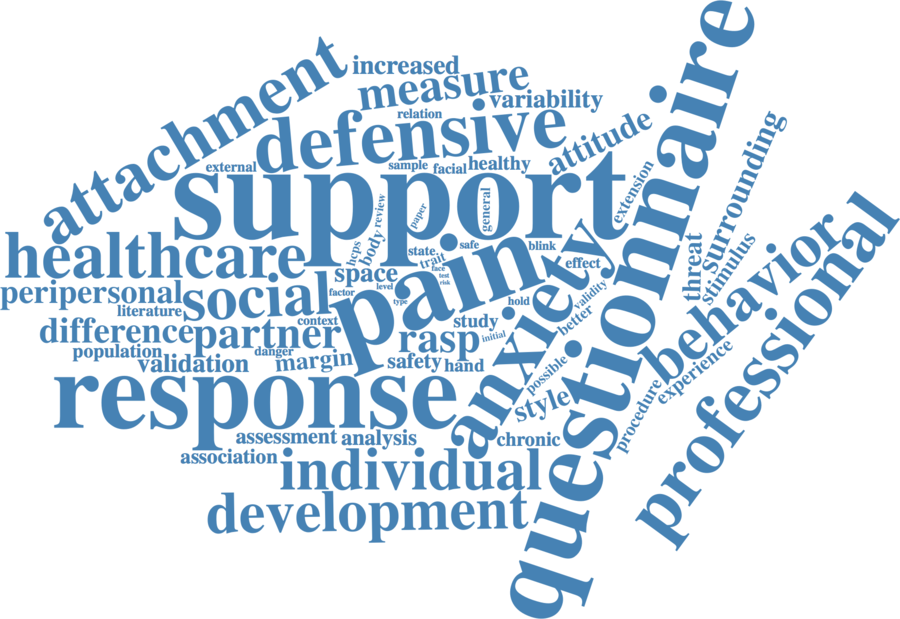 attachment
increased
measure
variability
relation
defensive
attitude
questionnaire
external
sample
facial
healthy
support
surrounding
extension
general
paper
review
body
hcps
healthcare
state
safe
blink
trait
face
test
risk
space
level
type
factor
effect
threat
stimulus
behavior
professional
peripersonal
literature
social
pain
anxiety
validity
hold
better
difference
partner
context
rasp
study
initial
population
validation
danger
margin
safety
hand
possible
style
procedure
experience
response
assessment
analysis
chronic
association
individual
development